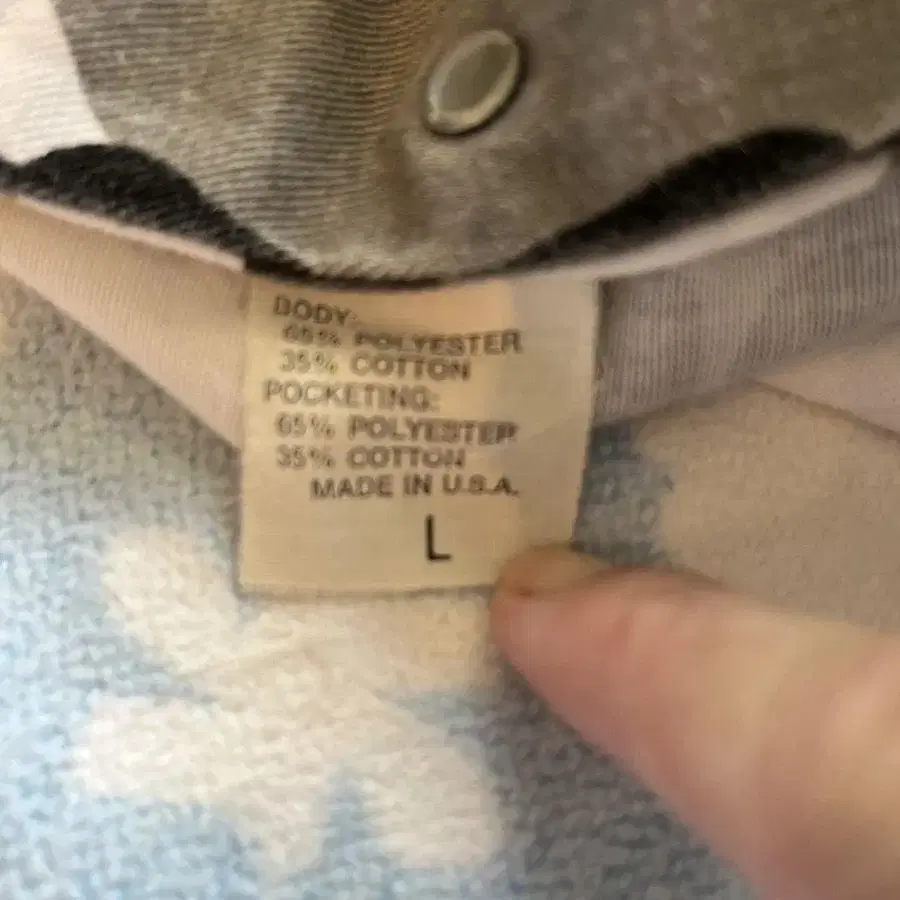 BODY:
65% POLYESTER
35% COTTON
POCKETING:
65% POLYESTER
35% COTTON
MADE IN U.S.A.
L